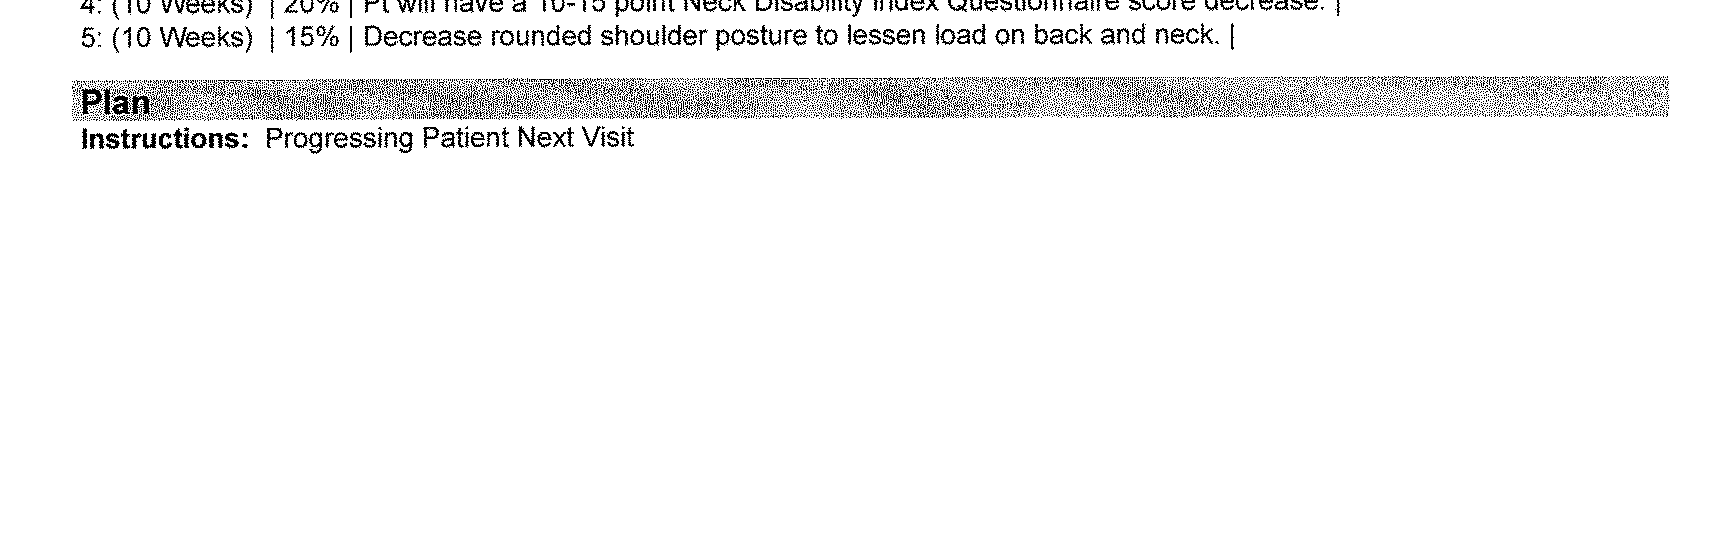 4: (10 Weeks) | 20% | Pt will have a 10-15 point Neck Disability Index Questionnaire score decrease. |
5: (10 Weeks) | 15% | Decrease rounded shoulder posture to lessen load on back and neck. |
Plan
Instructions: Progressing Patient Next Visit